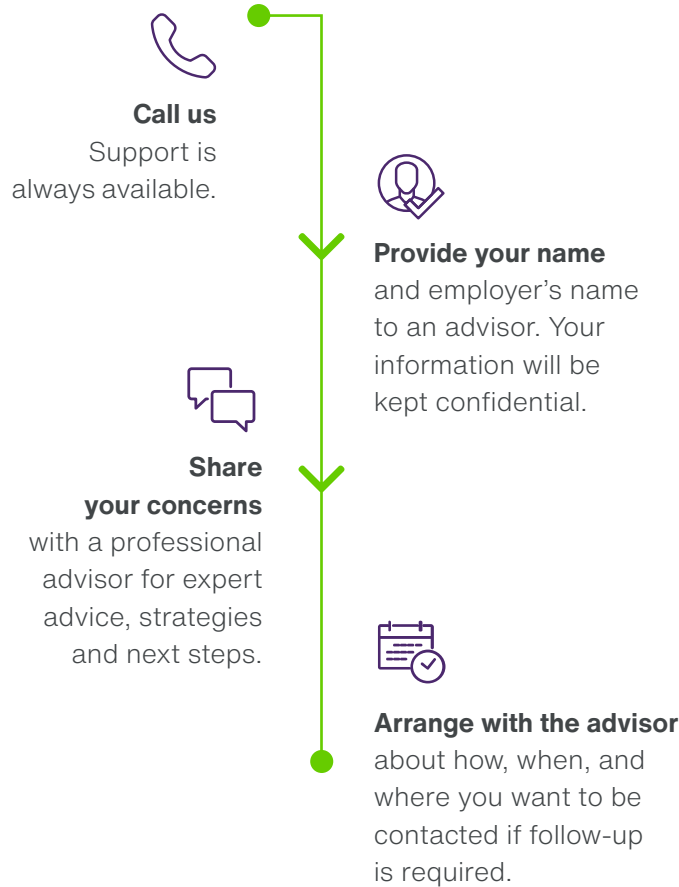 Call us
Support is
always available.
Provide your name
and employer’s name
to an advisor. Your
information will be
kept confidential.
Share
your concerns
with a professional
advisor for expert
advice, strategies
and next steps.
Arrange with the advisor
about how, when, and
where you want to be
contacted if follow-up
is required.